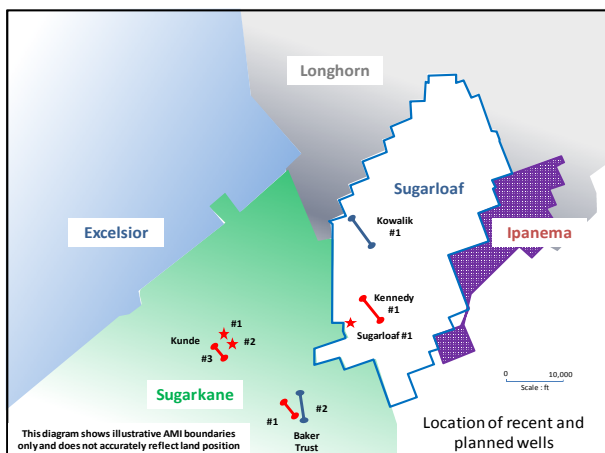 Longhorn
Sugarloaf
Excelsior
Kowalik
#1
Ipanema
Kennedy
#1
Sugarloaf #1
#1
Kunde
#2
#3
0 10,000
Scale : ft
Sugarkane
#2
#1
Baker
Trust
Location of recent and
planned wells
This diagram shows illustrative AMI boundaries
only and does not accurately reflect land position